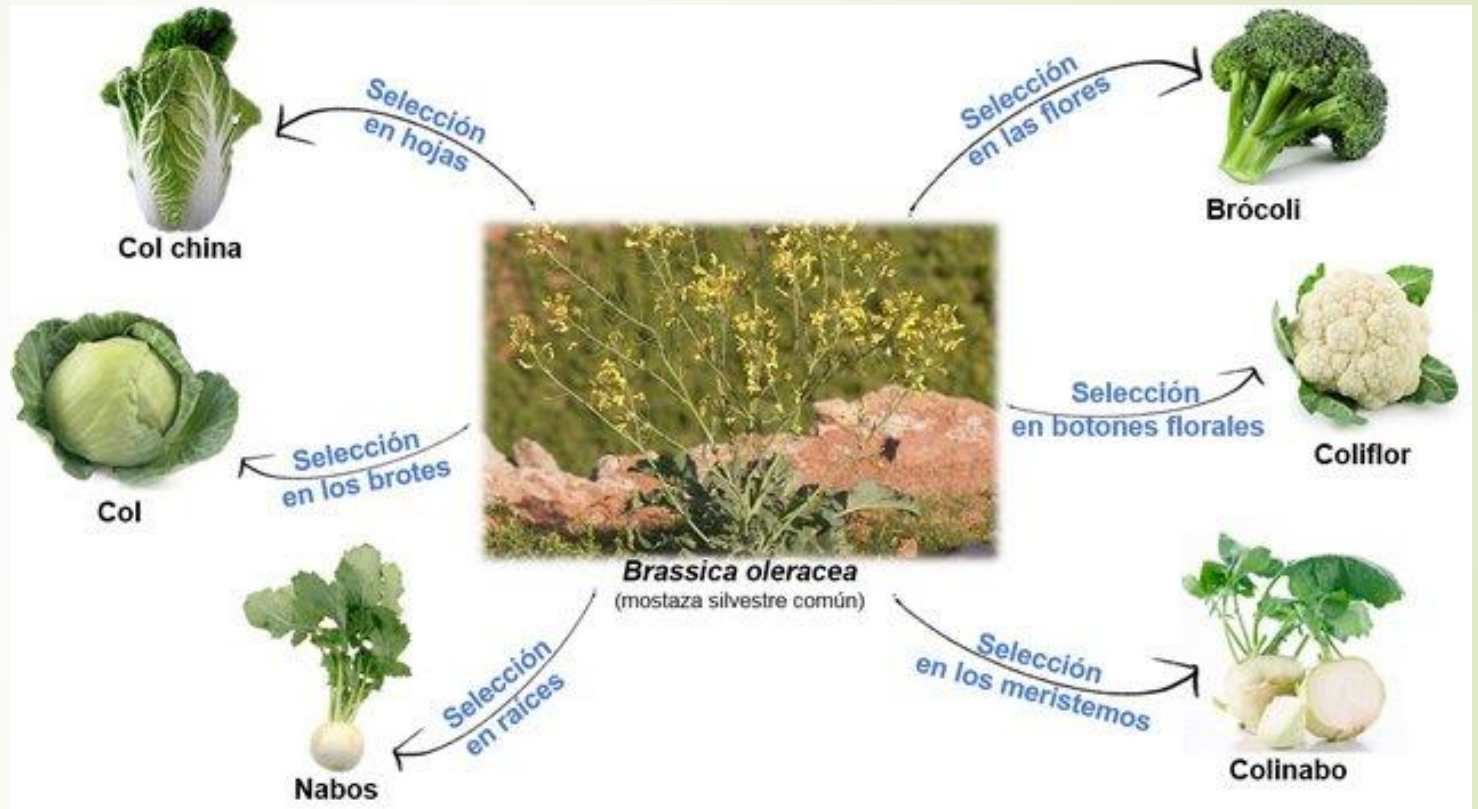 Selección
en hojas
Col china
Selección
en las flores
Brócoli
Selección
en los brotes
Col
Selección
en botones florales
Coliflor
Brassica oleracea
(mostaza silvestre común)
Selección
en raíces
Nabos
Selección
en los meristemos
Colinabo